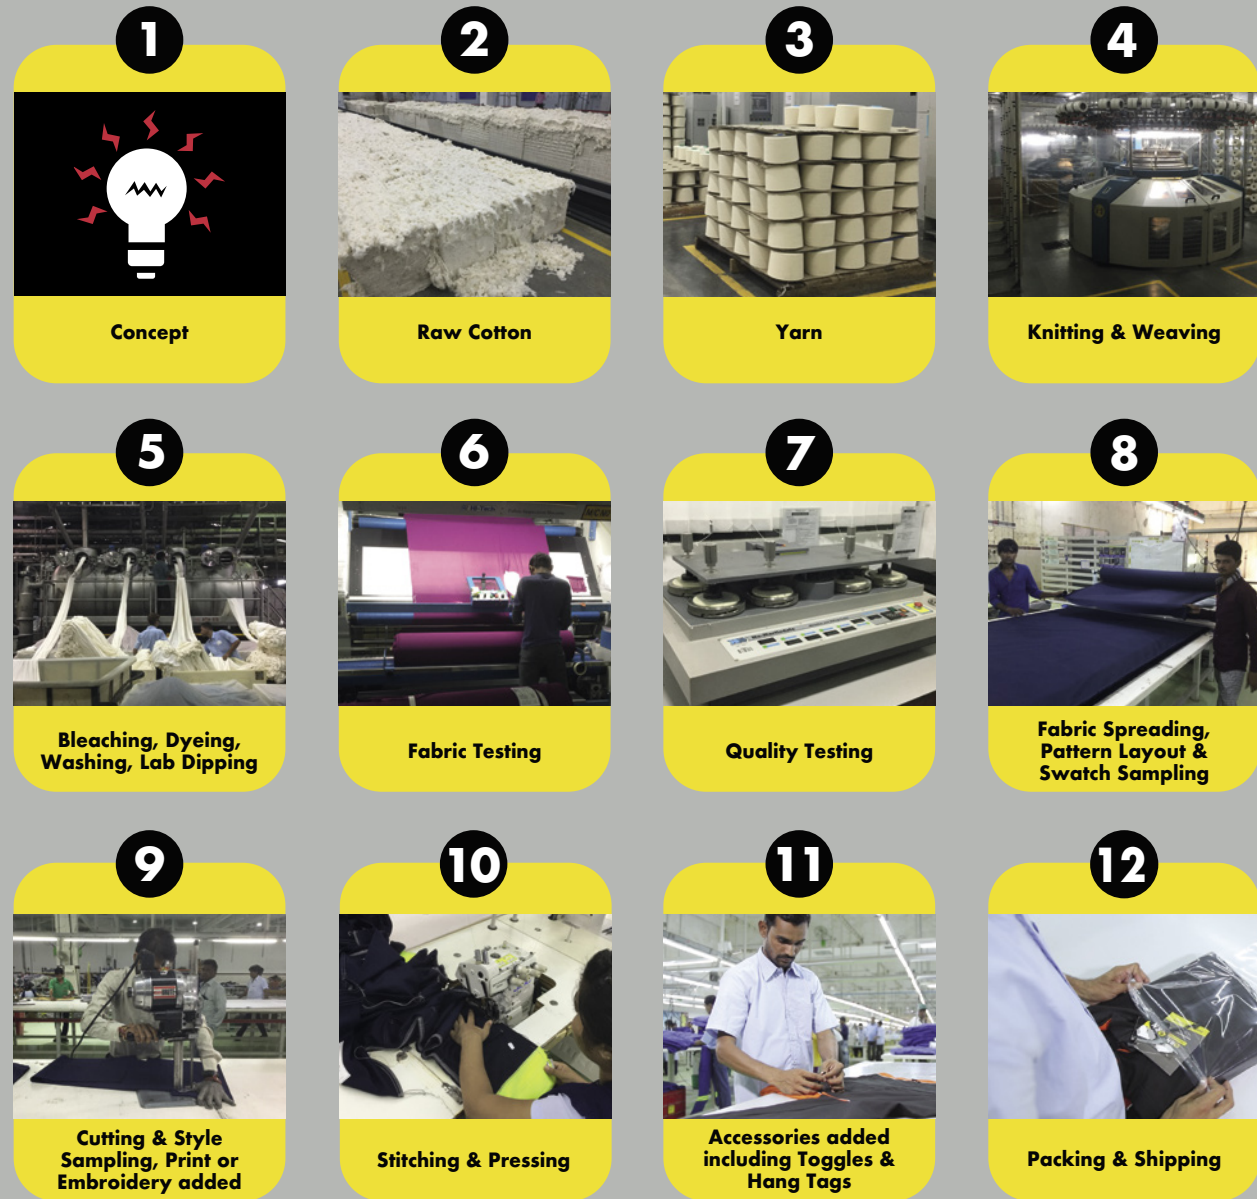 1
2
3
4
Concept
Raw Cotton
Yarn
Knitting & Weaving
5
6
7
8
Bleaching, Dyeing,
Washing, Lab Dipping
Fabric Testing
Quality Testing
Fabric Spreading,
Pattern Layout &
Swatch Sampling
9
10
11
12
Cutting & Style
Sampling, Print or
Embroidery added
Stitching & Pressing
Accessories added
including Toggles &
Hang Tags
Packing & Shipping